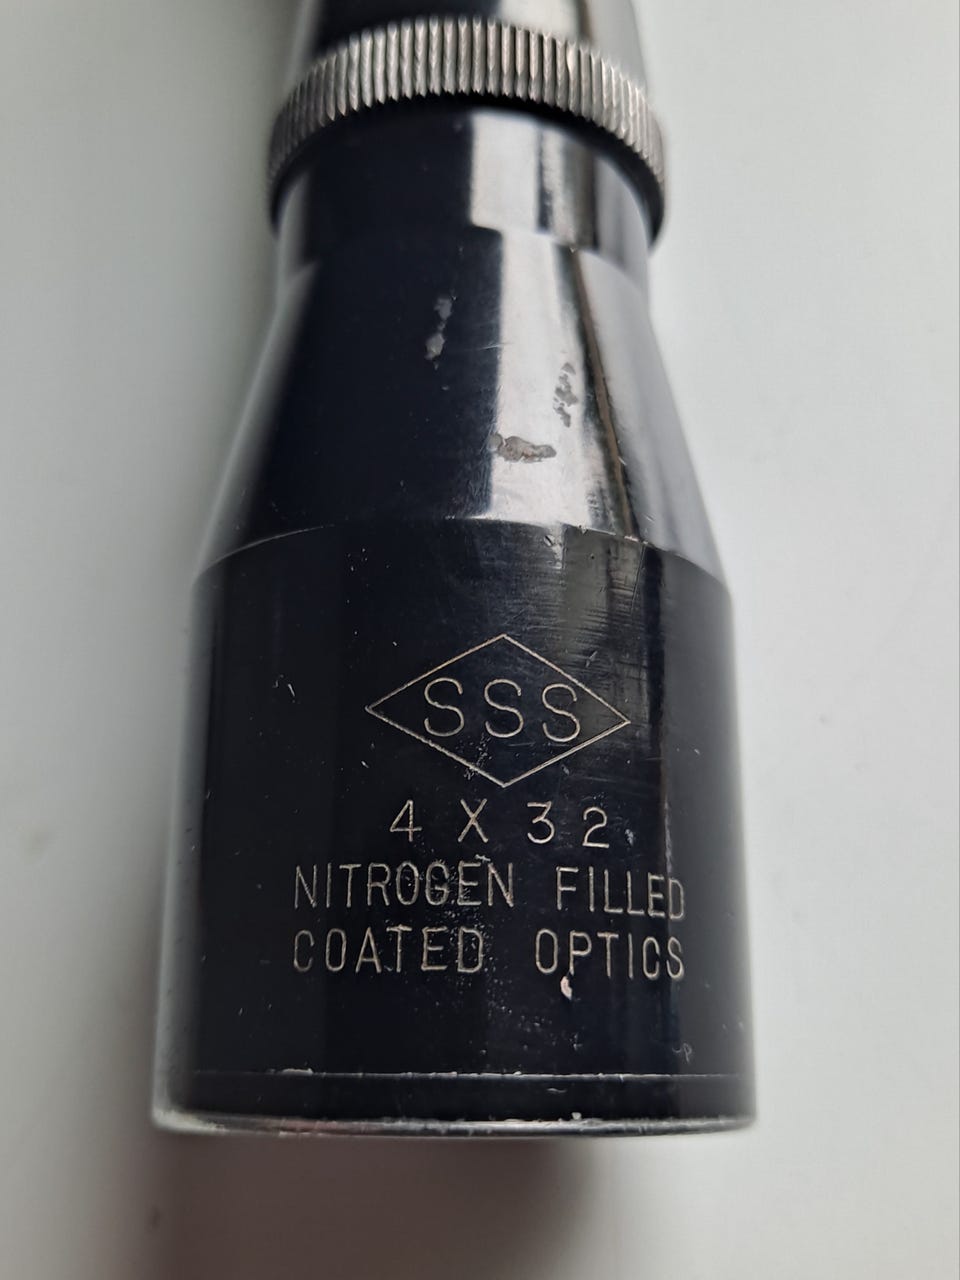 SSS
4 X 32
NITROGEN FILLED
COATED OPTICS